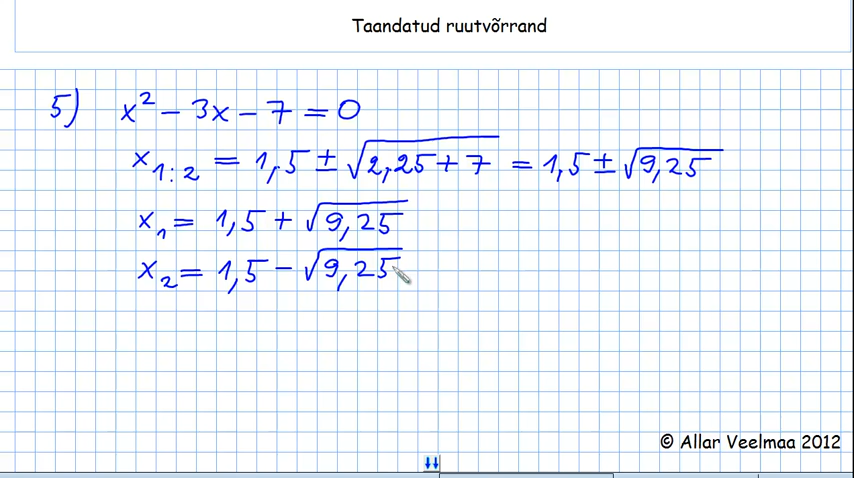 Taandatud ruutvõrrand
5) x² − 3x − 7 = 0
x₁:₂ = 1,5 ± √(2,25 + 7) = 1,5 ± √9,25
x₁ = 1,5 + √9,25
x₂ = 1,5 − √9,25
© Allar Veelmaa 2012